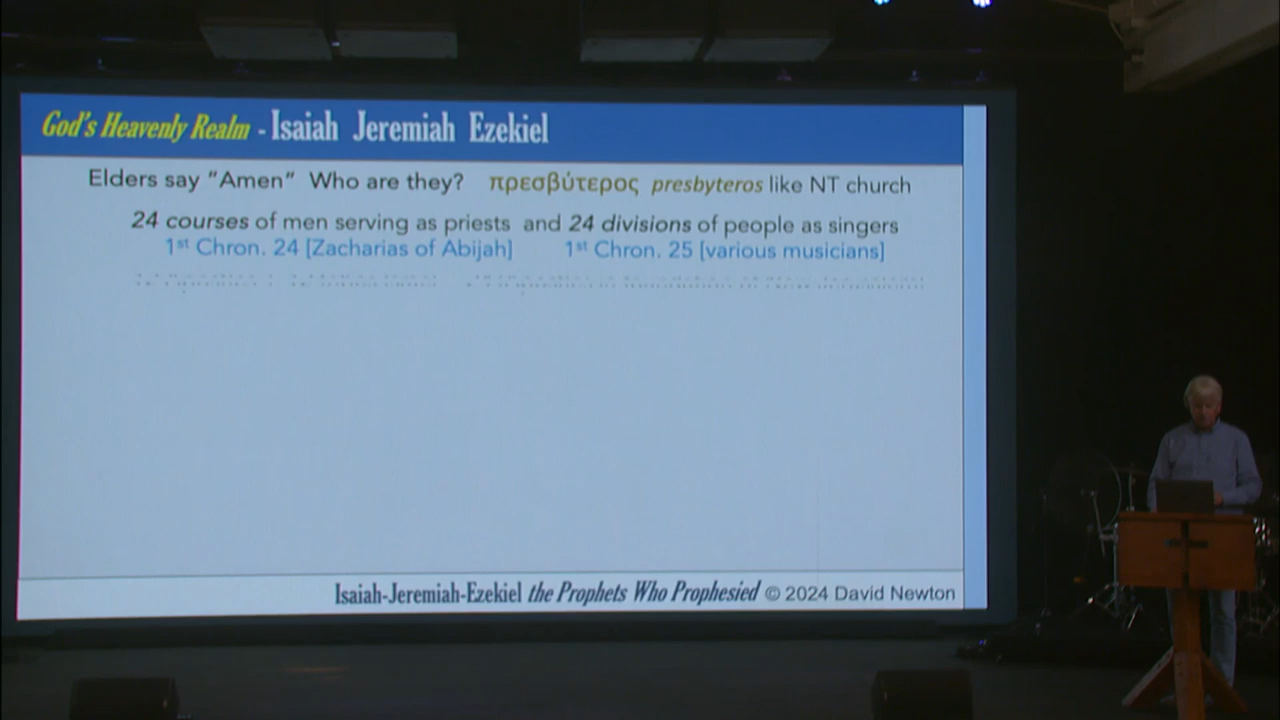 God's Heavenly Realm - Isaiah Jeremiah Ezekiel
Elders say "Amen" Who are they? πρεσβύτερος presbyteros like NT church
24 courses of men serving as priests and 24 divisions of people as singers
1st Chron. 24 [Zacharias of Abijah] 1st Chron. 25 [various musicians]
Isaiah-Jeremiah-Ezekiel the Prophets Who Prophesied © 2024 David Newton